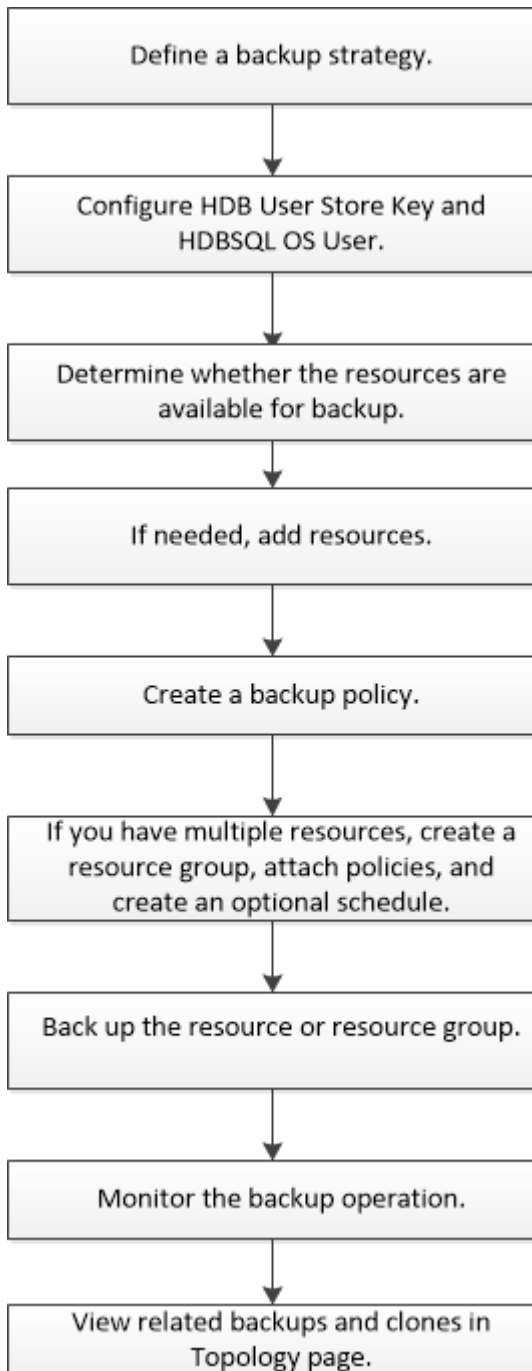 Define a backup strategy.
Configure HDB User Store Key and
HDBSQL OS User.
Determine whether the resources are
available for backup.
If needed, add resources.
Create a backup policy.
If you have multiple resources, create a
resource group, attach policies, and
create an optional schedule.
Back up the resource or resource group.
Monitor the backup operation.
View related backups and clones in
Topology page.